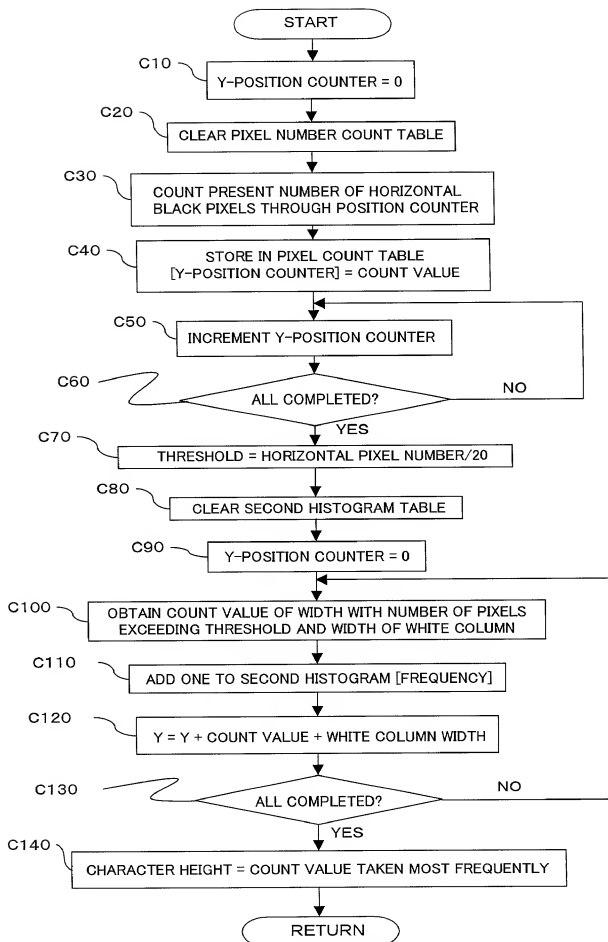 START
C10
Y-POSITION COUNTER = 0
C20
CLEAR PIXEL NUMBER COUNT TABLE
C30
COUNT PRESENT NUMBER OF HORIZONTAL
BLACK PIXELS THROUGH POSITION COUNTER
C40
STORE IN PIXEL COUNT TABLE
[Y-POSITION COUNTER] = COUNT VALUE
C50
INCREMENT Y-POSITION COUNTER
C60
ALL COMPLETED?
NO
YES
C70
THRESHOLD = HORIZONTAL PIXEL NUMBER/20
C80
CLEAR SECOND HISTOGRAM TABLE
C90
Y-POSITION COUNTER = 0
C100
OBTAIN COUNT VALUE OF WIDTH WITH NUMBER OF PIXELS
EXCEEDING THRESHOLD AND WIDTH OF WHITE COLUMN
C110
ADD ONE TO SECOND HISTOGRAM [FREQUENCY]
C120
Y = Y + COUNT VALUE + WHITE COLUMN WIDTH
C130
ALL COMPLETED?
NO
YES
C140
CHARACTER HEIGHT = COUNT VALUE TAKEN MOST FREQUENTLY
RETURN